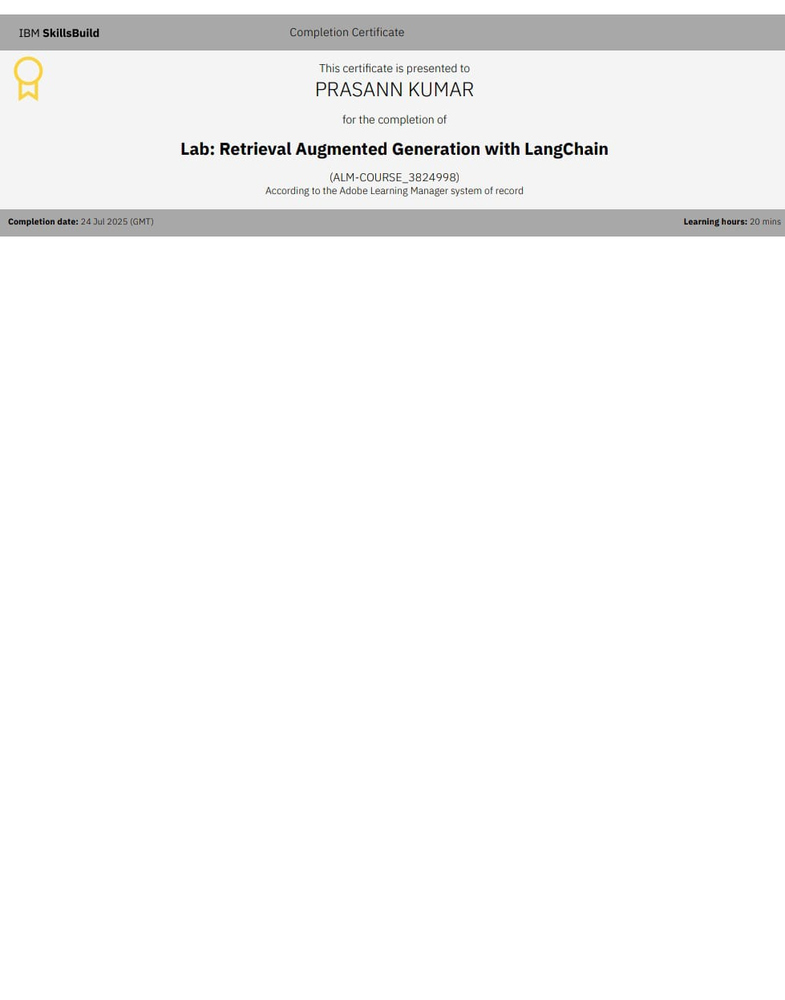 IBM SkillsBuild
Completion Certificate
This certificate is presented to
PRASANN KUMAR
for the completion of
Lab: Retrieval Augmented Generation with LangChain
(ALM-COURSE_3824998)
According to the Adobe Learning Manager system of record
Completion date: 24 Jul 2025 (GMT)
Learning hours: 20 mins